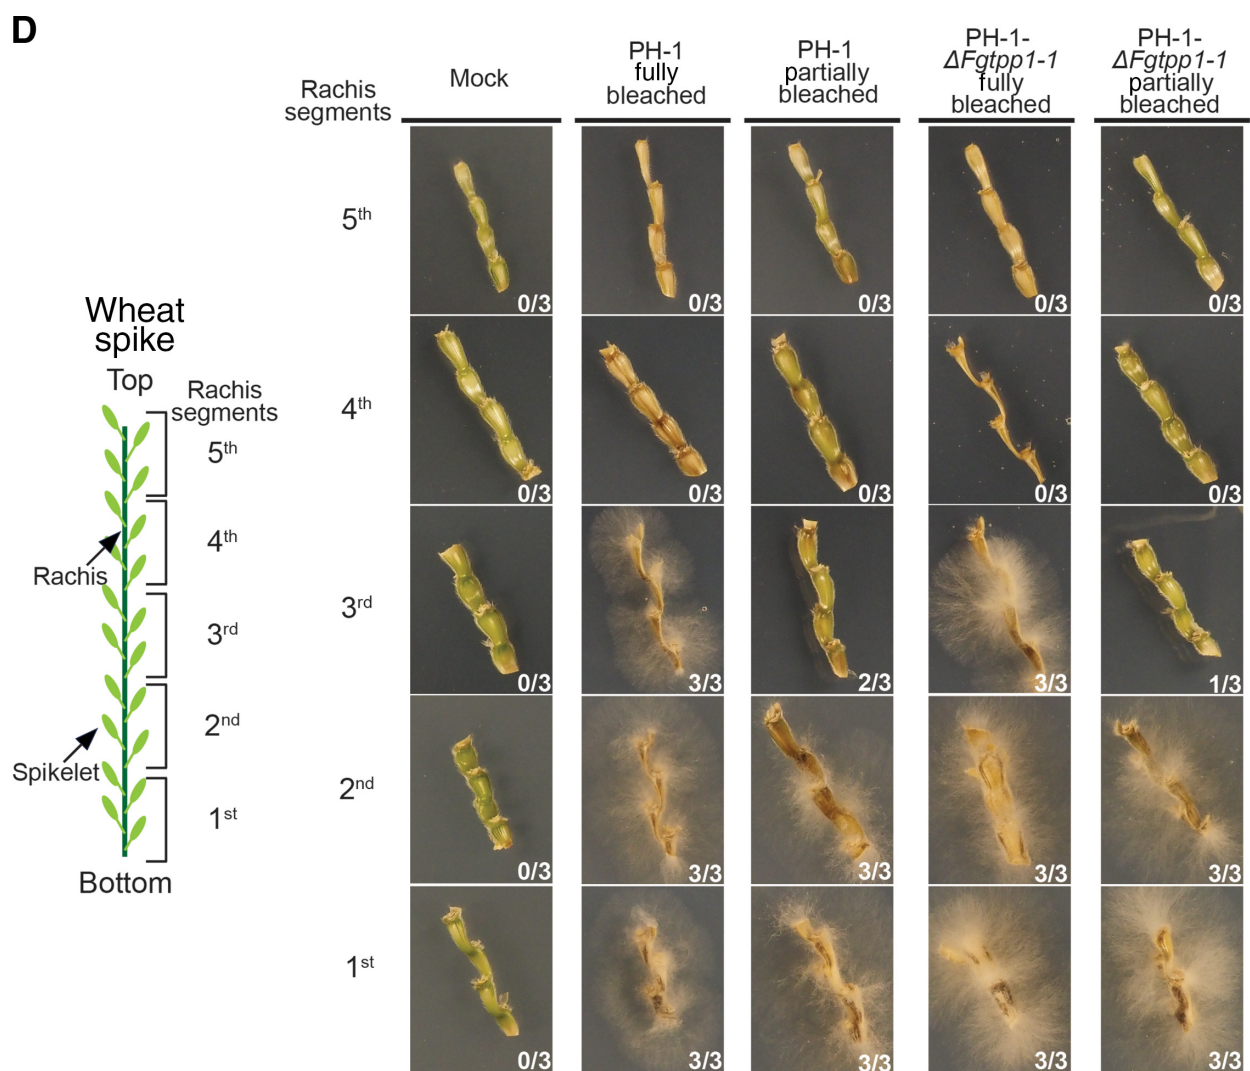 D
Rachis
segments
Mock
PH-1
fully
bleached
PH-1
partially
bleached
PH-1-
ΔFgtpp1-1
fully
bleached
PH-1-
ΔFgtpp1-1
partially
bleached
5th
0/3
0/3
0/3
0/3
0/3
4th
0/3
0/3
0/3
0/3
0/3
3rd
0/3
3/3
2/3
3/3
1/3
2nd
0/3
3/3
3/3
3/3
3/3
1st
0/3
3/3
3/3
3/3
3/3
Wheat
spike
Top
Rachis
segments
5th
4th
Rachis
3rd
2nd
Spikelet
1st
Bottom